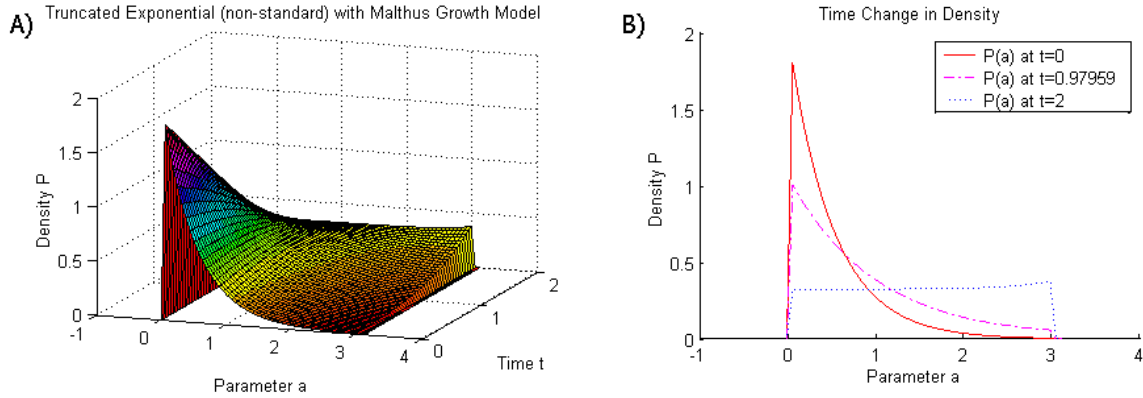 A)
Truncated Exponential (non-standard) with Malthus Growth Model
2
1.5
1
0.5
0
Density P
-1
0
1
2
3
4
Parameter a
0
1
2
Time t
B)
Time Change in Density
2
1.5
1
0.5
0
Density P
P(a) at t=0
P(a) at t=0.97959
P(a) at t=2
-1
0
1
2
3
4
Parameter a